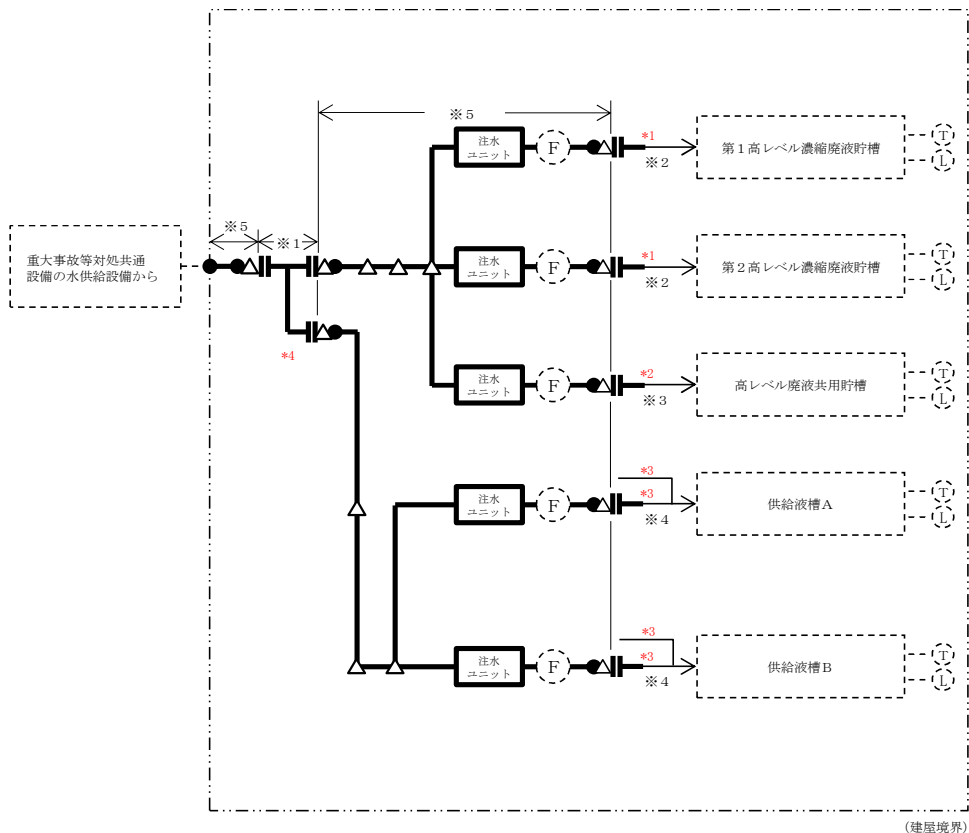 ※５
注水
ユニット
F
*1
※２
第１高レベル濃縮廃液貯槽
T
L
※５
※１
重大事故等対処共通
設備の水供給設備から
注水
ユニット
F
*1
※２
第２高レベル濃縮廃液貯槽
T
L
*4
注水
ユニット
F
*2
※３
高レベル廃液共用貯槽
T
L
注水
ユニット
F
*3
*3
※４
供給液槽Ａ
T
L
注水
ユニット
F
*3
*3
※４
供給液槽Ｂ
T
L
（建屋境界）